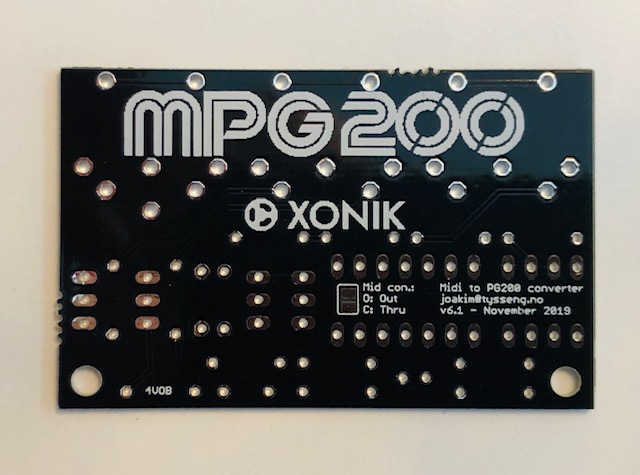 MPG200
XONIK
Mid con.:
O: Out
C: Thru
Midi to PG200 converter
joakim@tysseng.no
v6.1 - November 2019
4V0B